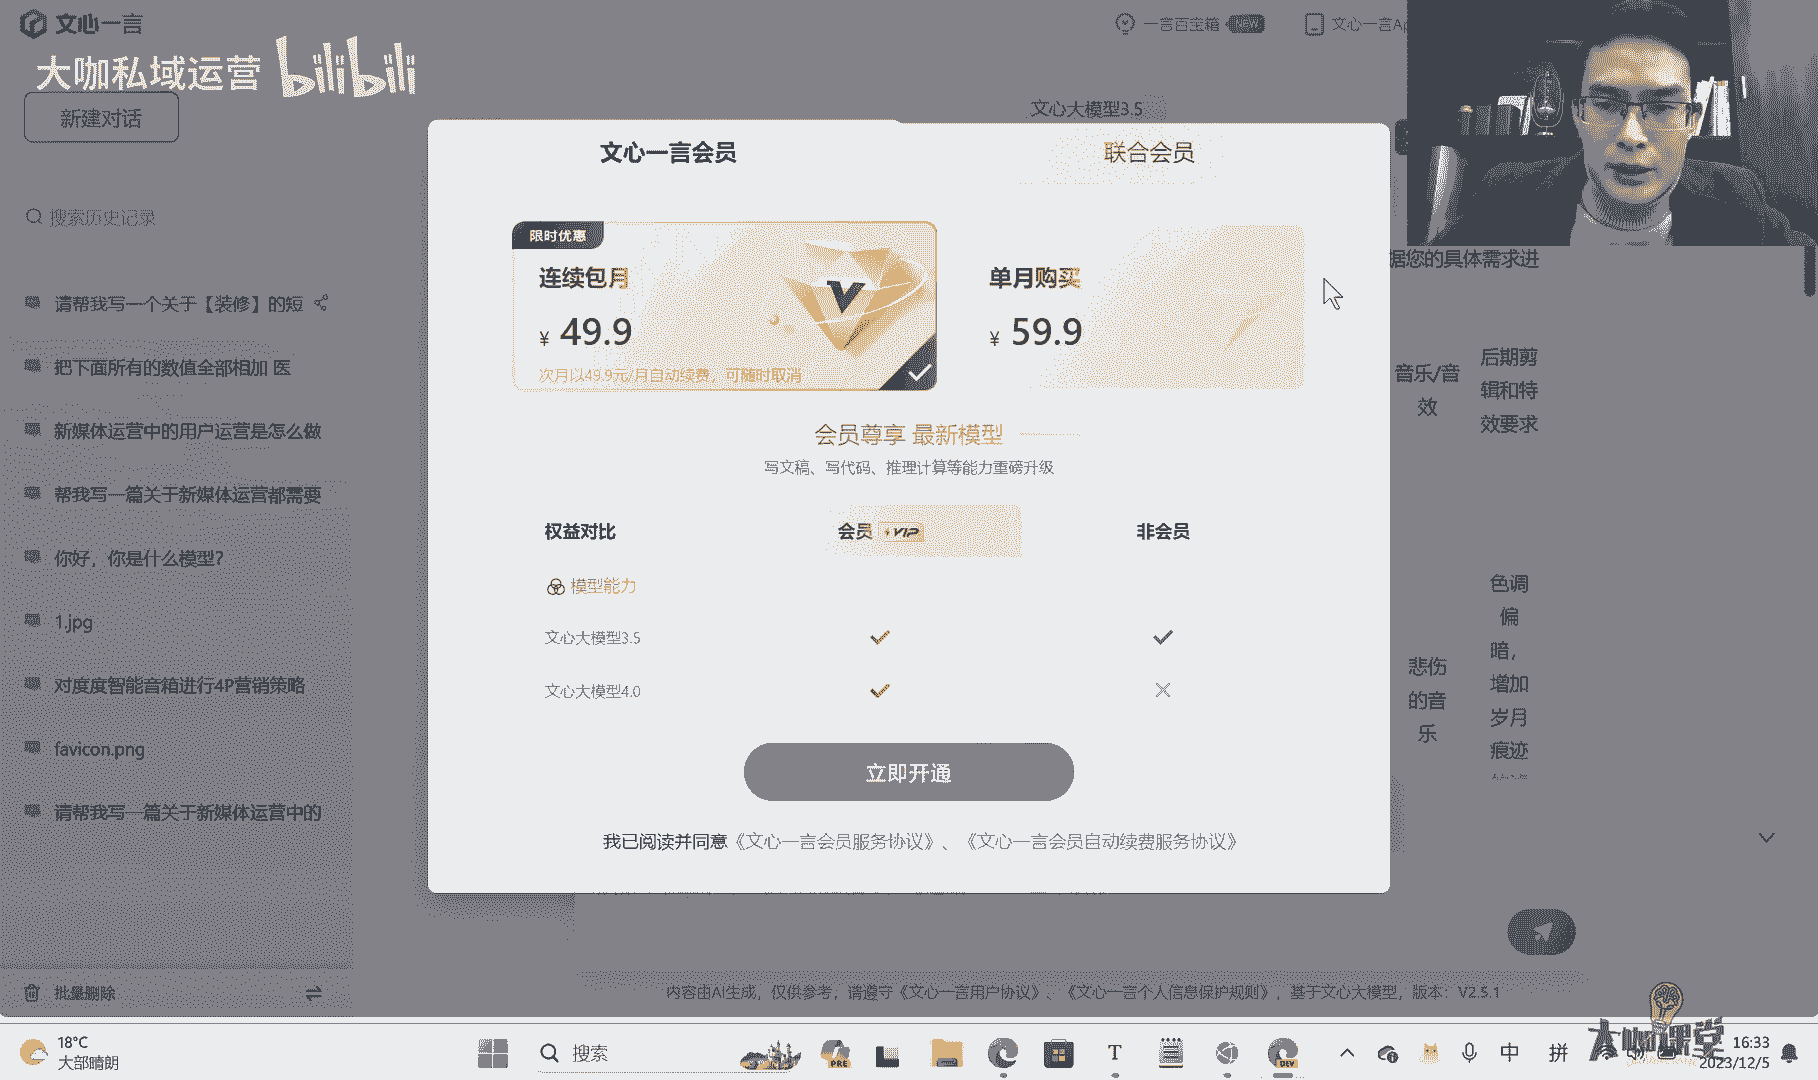 文心一言
一言百宝箱 NEW
文心一言Ap
大咖私域运营 bilibili
新建对话
文心大模型3.5
文心一言会员
联合会员
搜索历史记录
限时优惠
连续包月
¥ 49.9
次月以49.9元/月自动续费，可随时取消
单月购买
¥ 59.9
据您的具体需求进
请帮我写一个关于【装修】的短
把下面所有的数值全部相加 医
新媒体运营中的用户运营是怎么做
帮我写一篇关于新媒体运营都需要
你好，你是什么模型?
1.jpg
对度度智能音箱进行4P营销策略
favicon.png
请帮我写一篇关于新媒体运营中的
音乐/音
效
后期剪
辑和特
效要求
会员尊享 最新模型
写文稿、写代码、推理计算等能力重磅升级
权益对比
会员 VIP
非会员
模型能力
文心大模型3.5
文心大模型4.0
悲伤
的音
乐
色调
偏
暗，
增加
岁月
痕迹
立即开通
我已阅读并同意《文心一言会员服务协议》、《文心一言会员自动续费服务协议》
批量删除
内容由AI生成，仅供参考，请遵守《文心一言用户协议》、《文心一言个人信息保护规则》，基于文心大模型，版本：V2.5.1
18°C
大部晴朗
搜索
PRE
T
DEV
中
拼
大咖课堂
16:33
2023/12/5